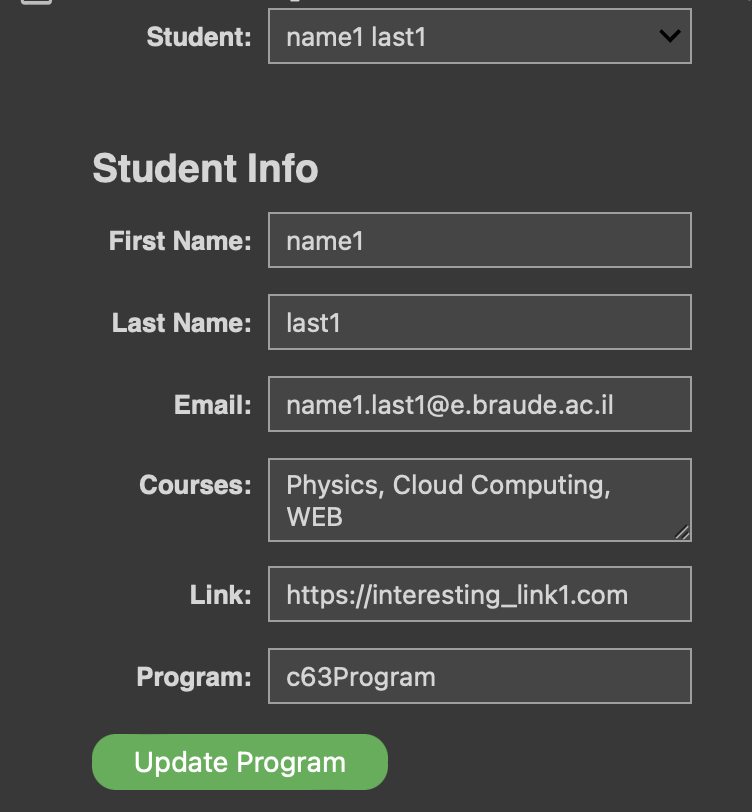 Student: name1 last1
Student Info
First Name: name1
Last Name: last1
Email: name1.last1@e.braude.ac.il
Courses: Physics, Cloud Computing,
WEB
Link: https://interesting_link1.com
Program: c63Program
Update Program